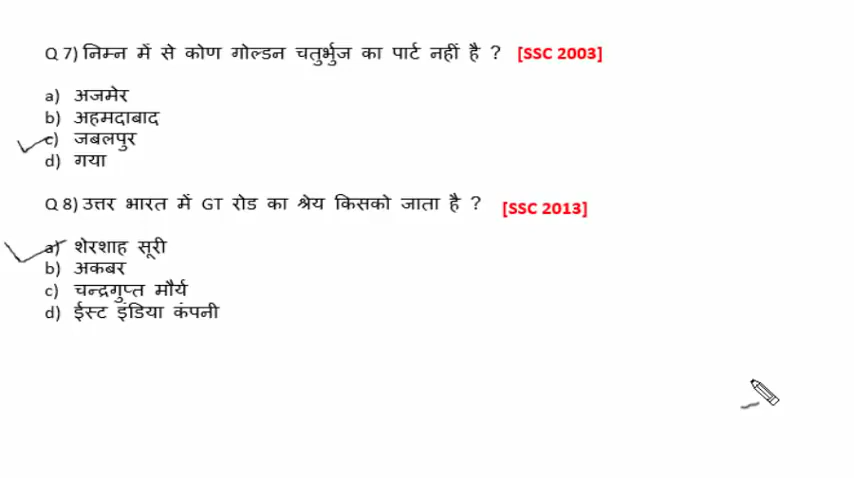 Q 7) निम्न में से कोण गोल्डन चतुर्भुज का पार्ट नहीं है ? [SSC 2003]
a) अजमेर
b) अहमदाबाद
c) जबलपुर
d) गया
Q 8) उत्तर भारत में GT रोड का श्रेय किसको जाता है ? [SSC 2013]
a) शेरशाह सूरी
b) अकबर
c) चन्द्रगुप्त मौर्य
d) ईस्ट इंडिया कंपनी